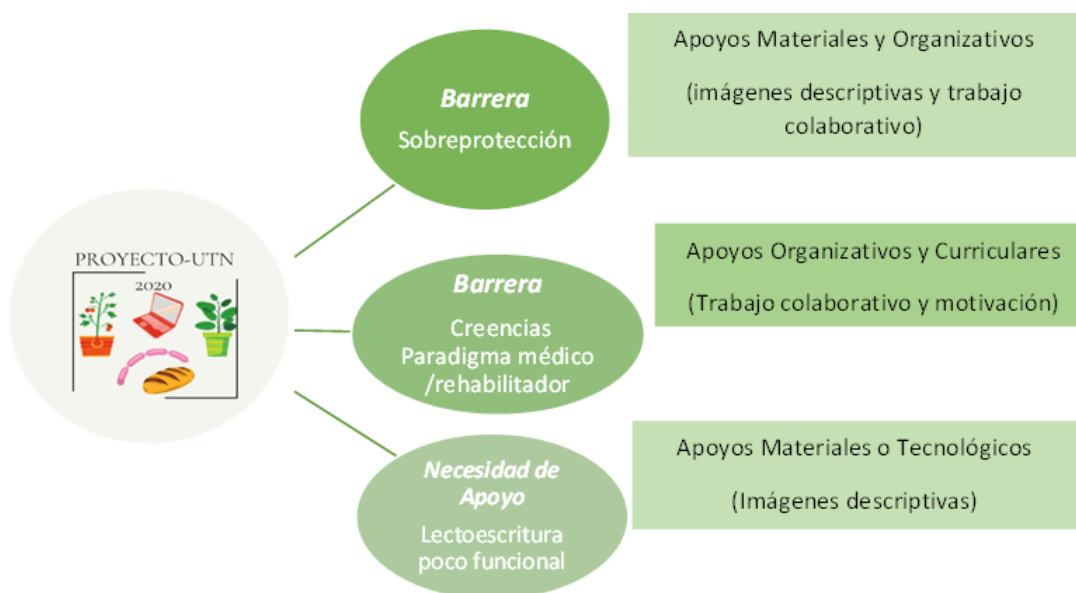 PROYECTO-UTN
2020
Barrera
Sobreprotección
Apoyos Materiales y Organizativos
(imágenes descriptivas y trabajo
colaborativo)
Barrera
Creencias
Paradigma médico
/rehabilitador
Apoyos Organizativos y Curriculares
(Trabajo colaborativo y motivación)
Necesidad de
Apoyo
Lectoescritura
poco funcional
Apoyos Materiales o Tecnológicos
(Imágenes descriptivas)